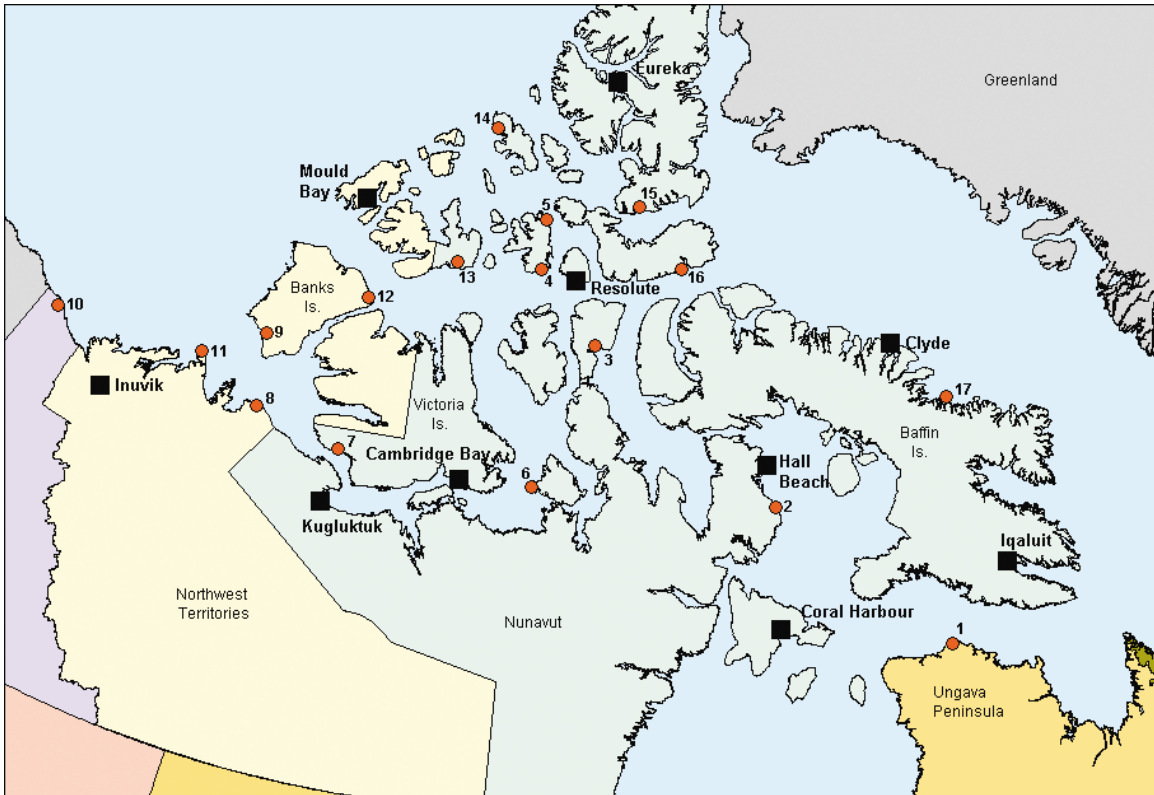 Eureka
Greenland
14
Mould
Bay
15
5
13
4
16
Resolute
10
Banks
Is.
12
9
11
3
Clyde
Inuvik
8
Victoria
Is.
17
7
Baffin
Is.
Cambridge Bay
Hall
Beach
6
2
Kugluktuk
Iqaluit
Northwest
Territories
Nunavut
Coral Harbour
1
Ungava
Peninsula